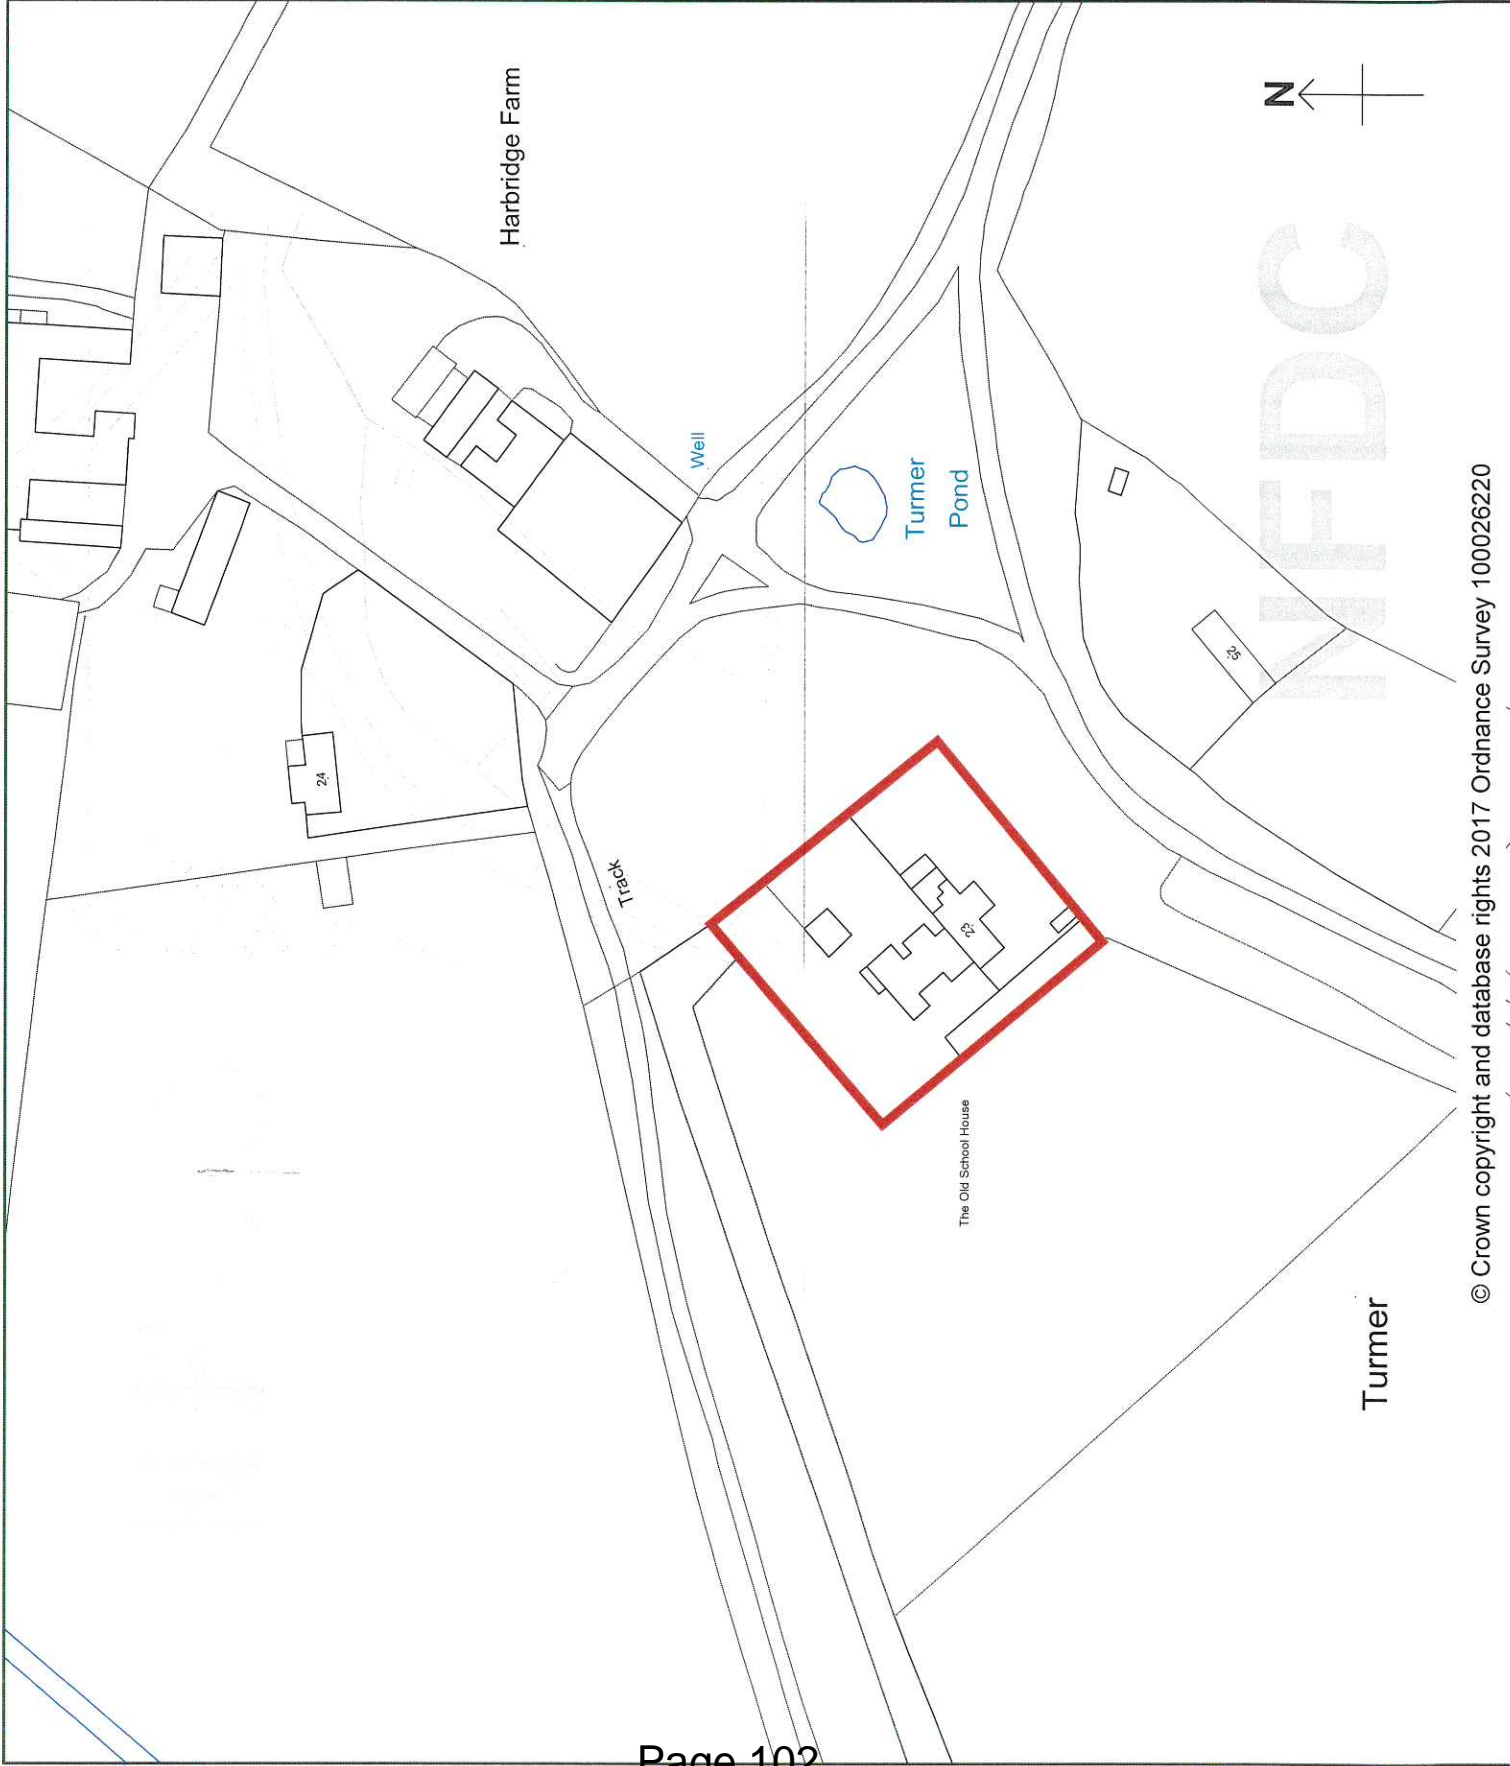 Harbridge Farm
N
Well
Turmer
Pond
NFDC
24
Track
25
23
The Old School House
Turmer
© Crown copyright and database rights 2017 Ordnance Survey 100026220
Page 102